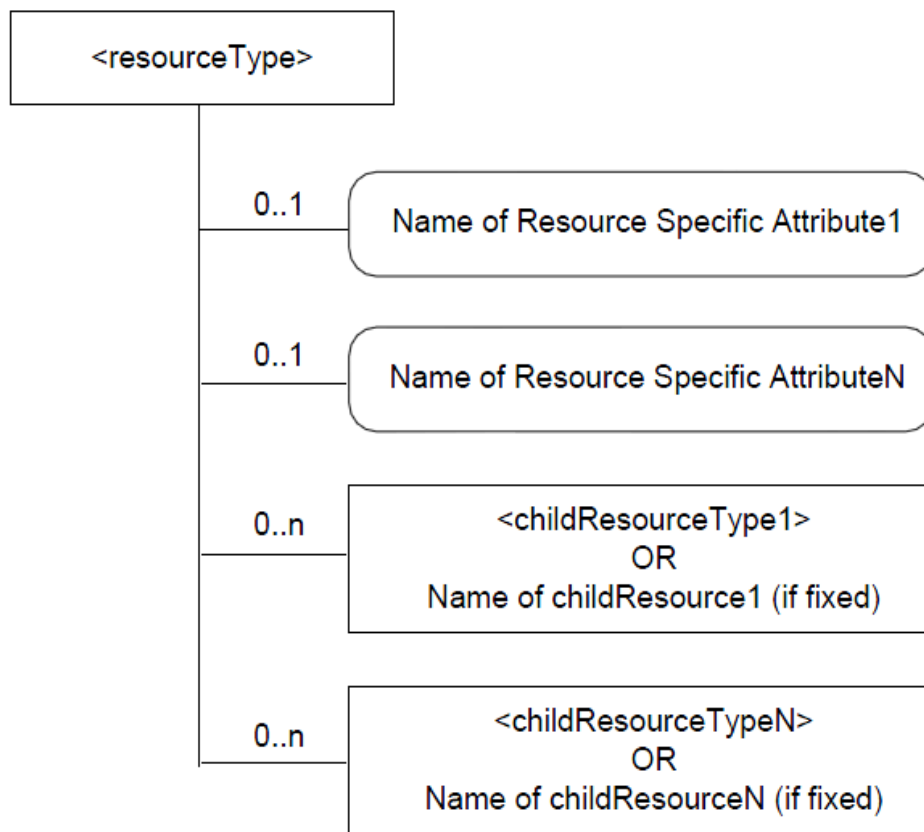 <resourceType>
0..1
Name of Resource Specific Attribute1
0..1
Name of Resource Specific AttributeN
0..n
<childResourceType1>
OR
Name of childResource1 (if fixed)
0..n
<childResourceTypeN>
OR
Name of childResourceN (if fixed)